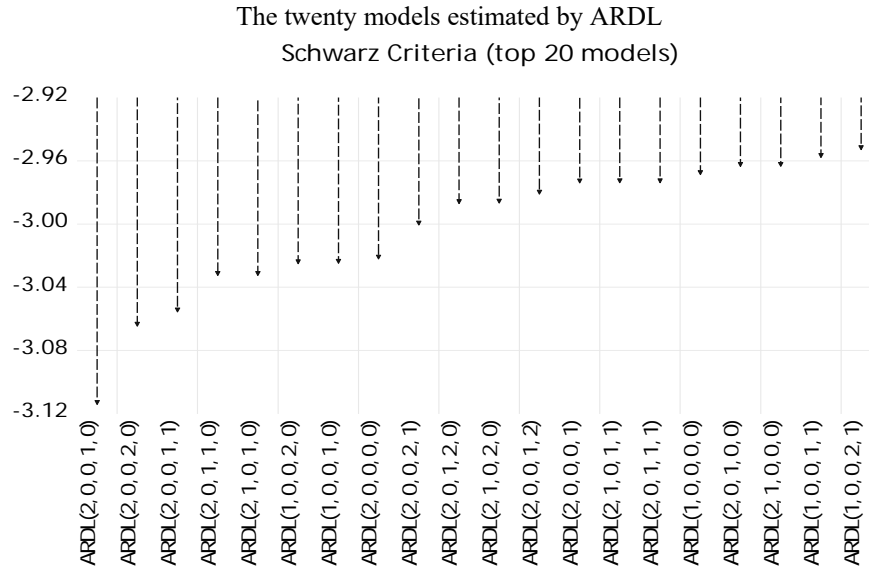 The twenty models estimated by ARDL
Schwarz Criteria (top 20 models)
-2.92
-2.96
-3.00
-3.04
-3.08
-3.12
ARDL(2, 0, 0, 1, 0)
ARDL(2, 0, 0, 2, 0)
ARDL(2, 0, 0, 1, 1)
ARDL(2, 0, 1, 1, 0)
ARDL(2, 1, 0, 1, 0)
ARDL(1, 0, 0, 2, 0)
ARDL(1, 0, 0, 1, 0)
ARDL(2, 0, 0, 0, 0)
ARDL(2, 0, 0, 2, 1)
ARDL(2, 0, 1, 2, 0)
ARDL(2, 1, 0, 2, 0)
ARDL(2, 0, 0, 1, 2)
ARDL(2, 0, 0, 0, 1)
ARDL(2, 1, 0, 1, 1)
ARDL(2, 0, 1, 1, 1)
ARDL(1, 0, 0, 0, 0)
ARDL(2, 0, 1, 0, 0)
ARDL(2, 1, 0, 0, 0)
ARDL(1, 0, 0, 1, 1)
ARDL(1, 0, 0, 2, 1)